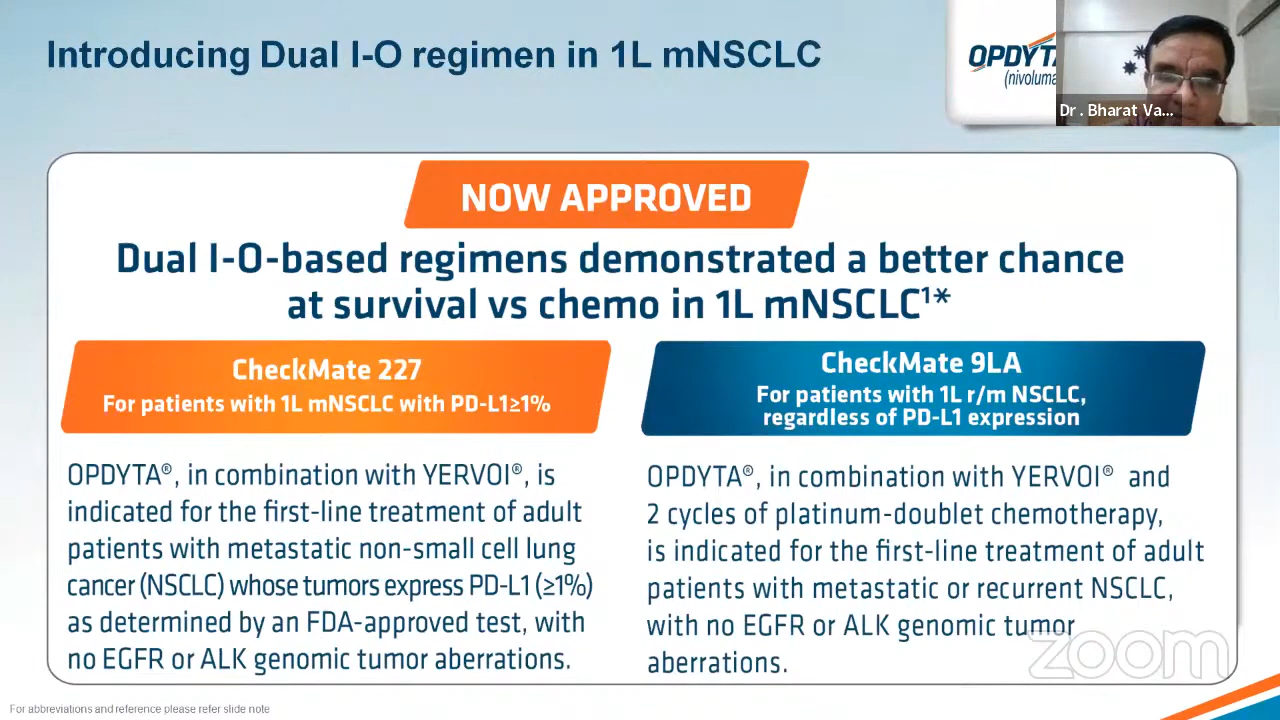 Introducing Dual I-O regimen in 1L mNSCLC
OPDYTA
(nivoluma
Dr. Bharat Va...
NOW APPROVED
Dual I-O-based regimens demonstrated a better chance
at survival vs chemo in 1L mNSCLC¹*
CheckMate 227
For patients with 1L mNSCLC with PD-L1≥1%
OPDYTA®, in combination with YERVOI®, is
indicated for the first-line treatment of adult
patients with metastatic non-small cell lung
cancer (NSCLC) whose tumors express PD-L1 (≥1%)
as determined by an FDA-approved test, with
no EGFR or ALK genomic tumor aberrations.
CheckMate 9LA
For patients with 1L r/m NSCLC,
regardless of PD-L1 expression
OPDYTA®, in combination with YERVOI® and
2 cycles of platinum-doublet chemotherapy,
is indicated for the first-line treatment of adult
patients with metastatic or recurrent NSCLC,
with no EGFR or ALK genomic tumor
aberrations.
zoom
For abbreviations and reference please refer slide note